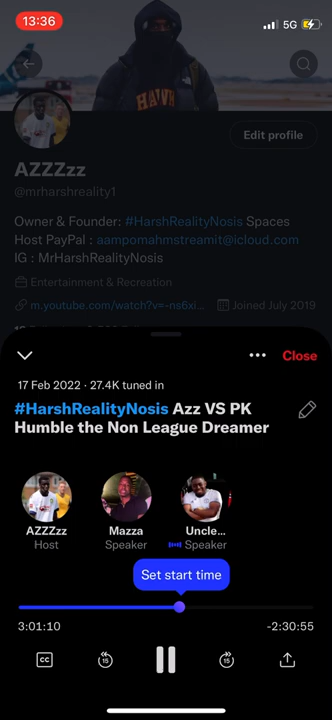 13:36
5G
HAWK
Edit profile
AZZZzz
@mrharshreality1
Owner & Founder: #HarshRealityNosis Spaces
Host PayPal : aampomahmstreamit@icloud.com
IG : MrHarshRealityNosis
Entertainment & Recreation
m.youtube.com/watch?v=-ns6xi...
Joined July 2019
Close
17 Feb 2022 · 27.4K tuned in
#HarshRealityNosis Azz VS PK
Humble the Non League Dreamer
AZZZzz
Host
Mazza
Speaker
Uncle...
Speaker
Set start time
3:01:10
-2:30:55
CC
15
15